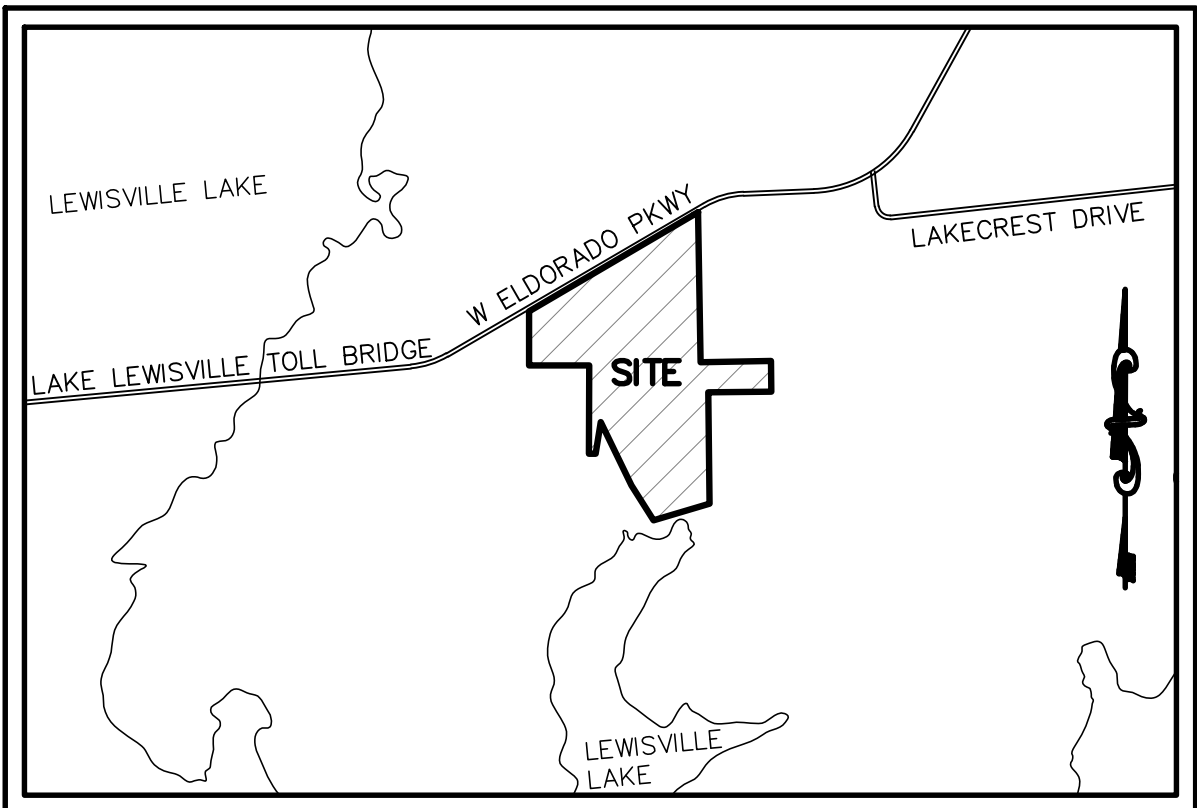 LEWISVILLE LAKE
W ELDORADO PKWY
LAKECREST DRIVE
LAKE LEWISVILLE TOLL BRIDGE
SITE
LEWISVILLE
LAKE